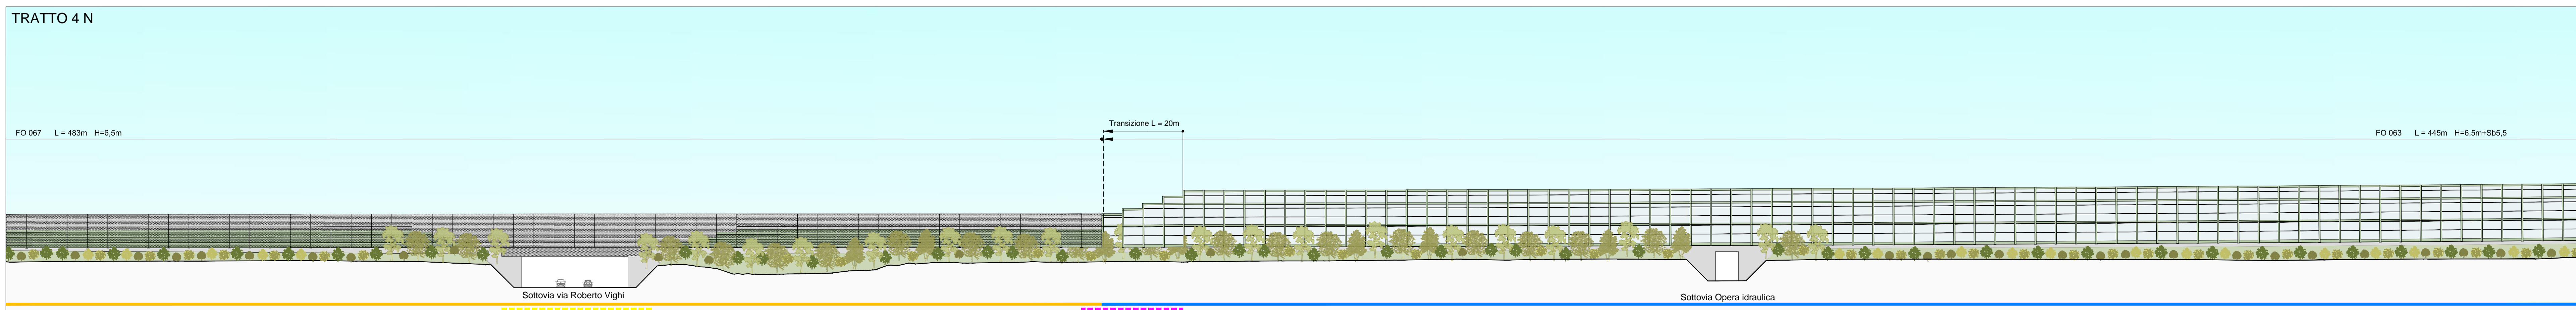 TRATTO 4 N
Transizione L = 20m
FO 067 L = 483m H=6,5m
FO 063 L = 445m H=6,5m+Sb5,5
Sottovia via Roberto Vighi
Sottovia Opera idraulica